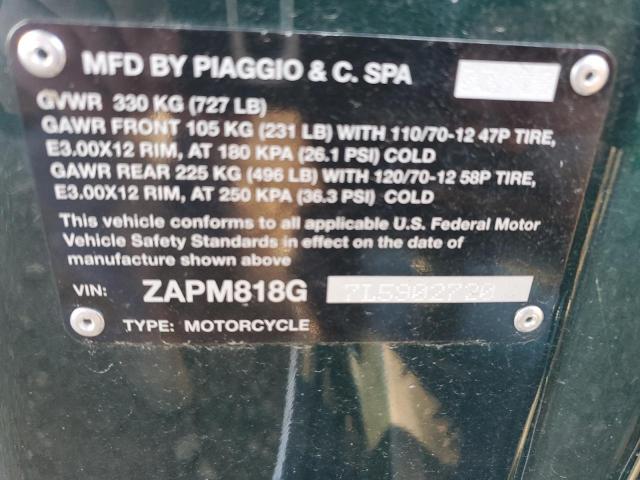 MFD BY PIAGGIO & C. SPA
GVWR 330 KG (727 LB)
GAWR FRONT 105 KG (231 LB) WITH 110/70-12 47P TIRE,
E3.00X12 RIM, AT 180 KPA (26.1 PSI) COLD
GAWR REAR 225 KG (496 LB) WITH 120/70-12 58P TIRE,
E3.00X12 RIM, AT 250 KPA (36.3 PSI) COLD
This vehicle conforms to all applicable U.S. Federal Motor
Vehicle Safety Standards in effect on the date of
manufacture shown above
VIN: ZAPM818G 7L5902720
TYPE: MOTORCYCLE